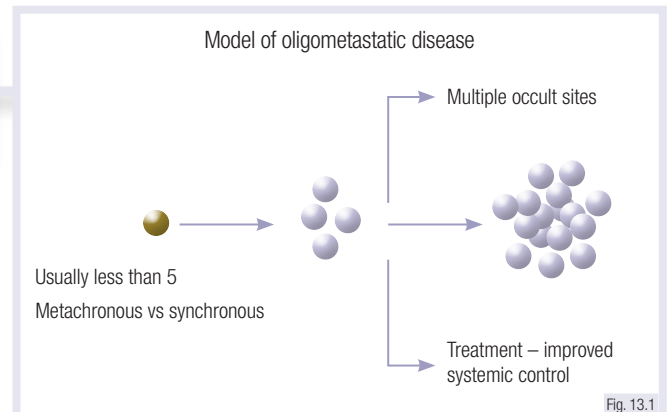 Model of oligometastatic disease
Multiple occult sites
Usually less than 5
Metachronous vs synchronous
Treatment – improved
systemic control
Fig. 13.1